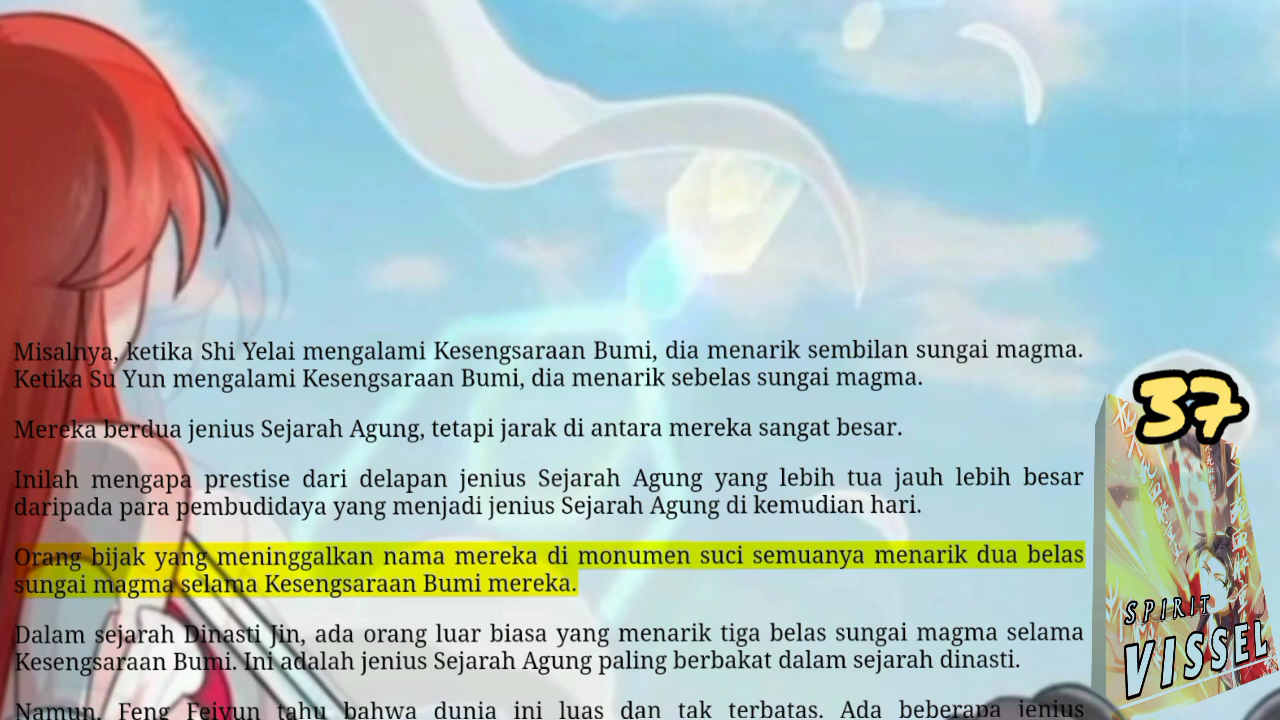 Misalnya, ketika Shi Yelai mengalami Kesengsaraan Bumi, dia menarik sembilan sungai magma.
Ketika Su Yun mengalami Kesengsaraan Bumi, dia menarik sebelas sungai magma.
Mereka berdua jenius Sejarah Agung, tetapi jarak di antara mereka sangat besar.
Inilah mengapa prestise dari delapan jenius Sejarah Agung yang lebih tua jauh lebih besar
daripada para pembudidaya yang menjadi jenius Sejarah Agung di kemudian hari.
Orang bijak yang meninggalkan nama mereka di monumen suci semuanya menarik dua belas
sungai magma selama Kesengsaraan Bumi mereka.
Dalam sejarah Dinasti Jin, ada orang luar biasa yang menarik tiga belas sungai magma selama
Kesengsaraan Bumi. Ini adalah jenius Sejarah Agung paling berbakat dalam sejarah dinasti.
Namun, Feng Feiyun tahu bahwa dunia ini luas dan tak terbatas. Ada beberapa jenius
37
SPIRIT
VISSEL